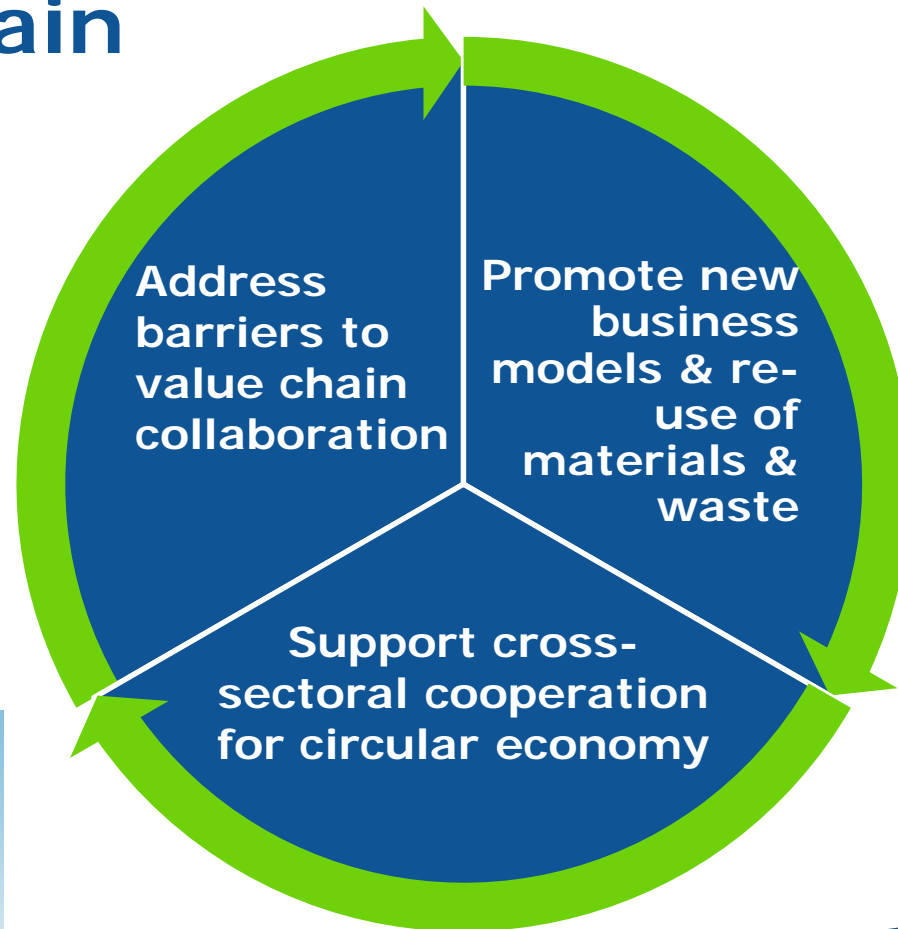 ain
Address
barriers to
value chain
collaboration
Promote new
business
models & re-
use of
materials &
waste
Support cross-
sectoral cooperation
for circular economy